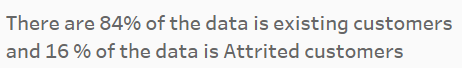 There are 84% of the data is existing customers
and 16 % of the data is Attrited customers